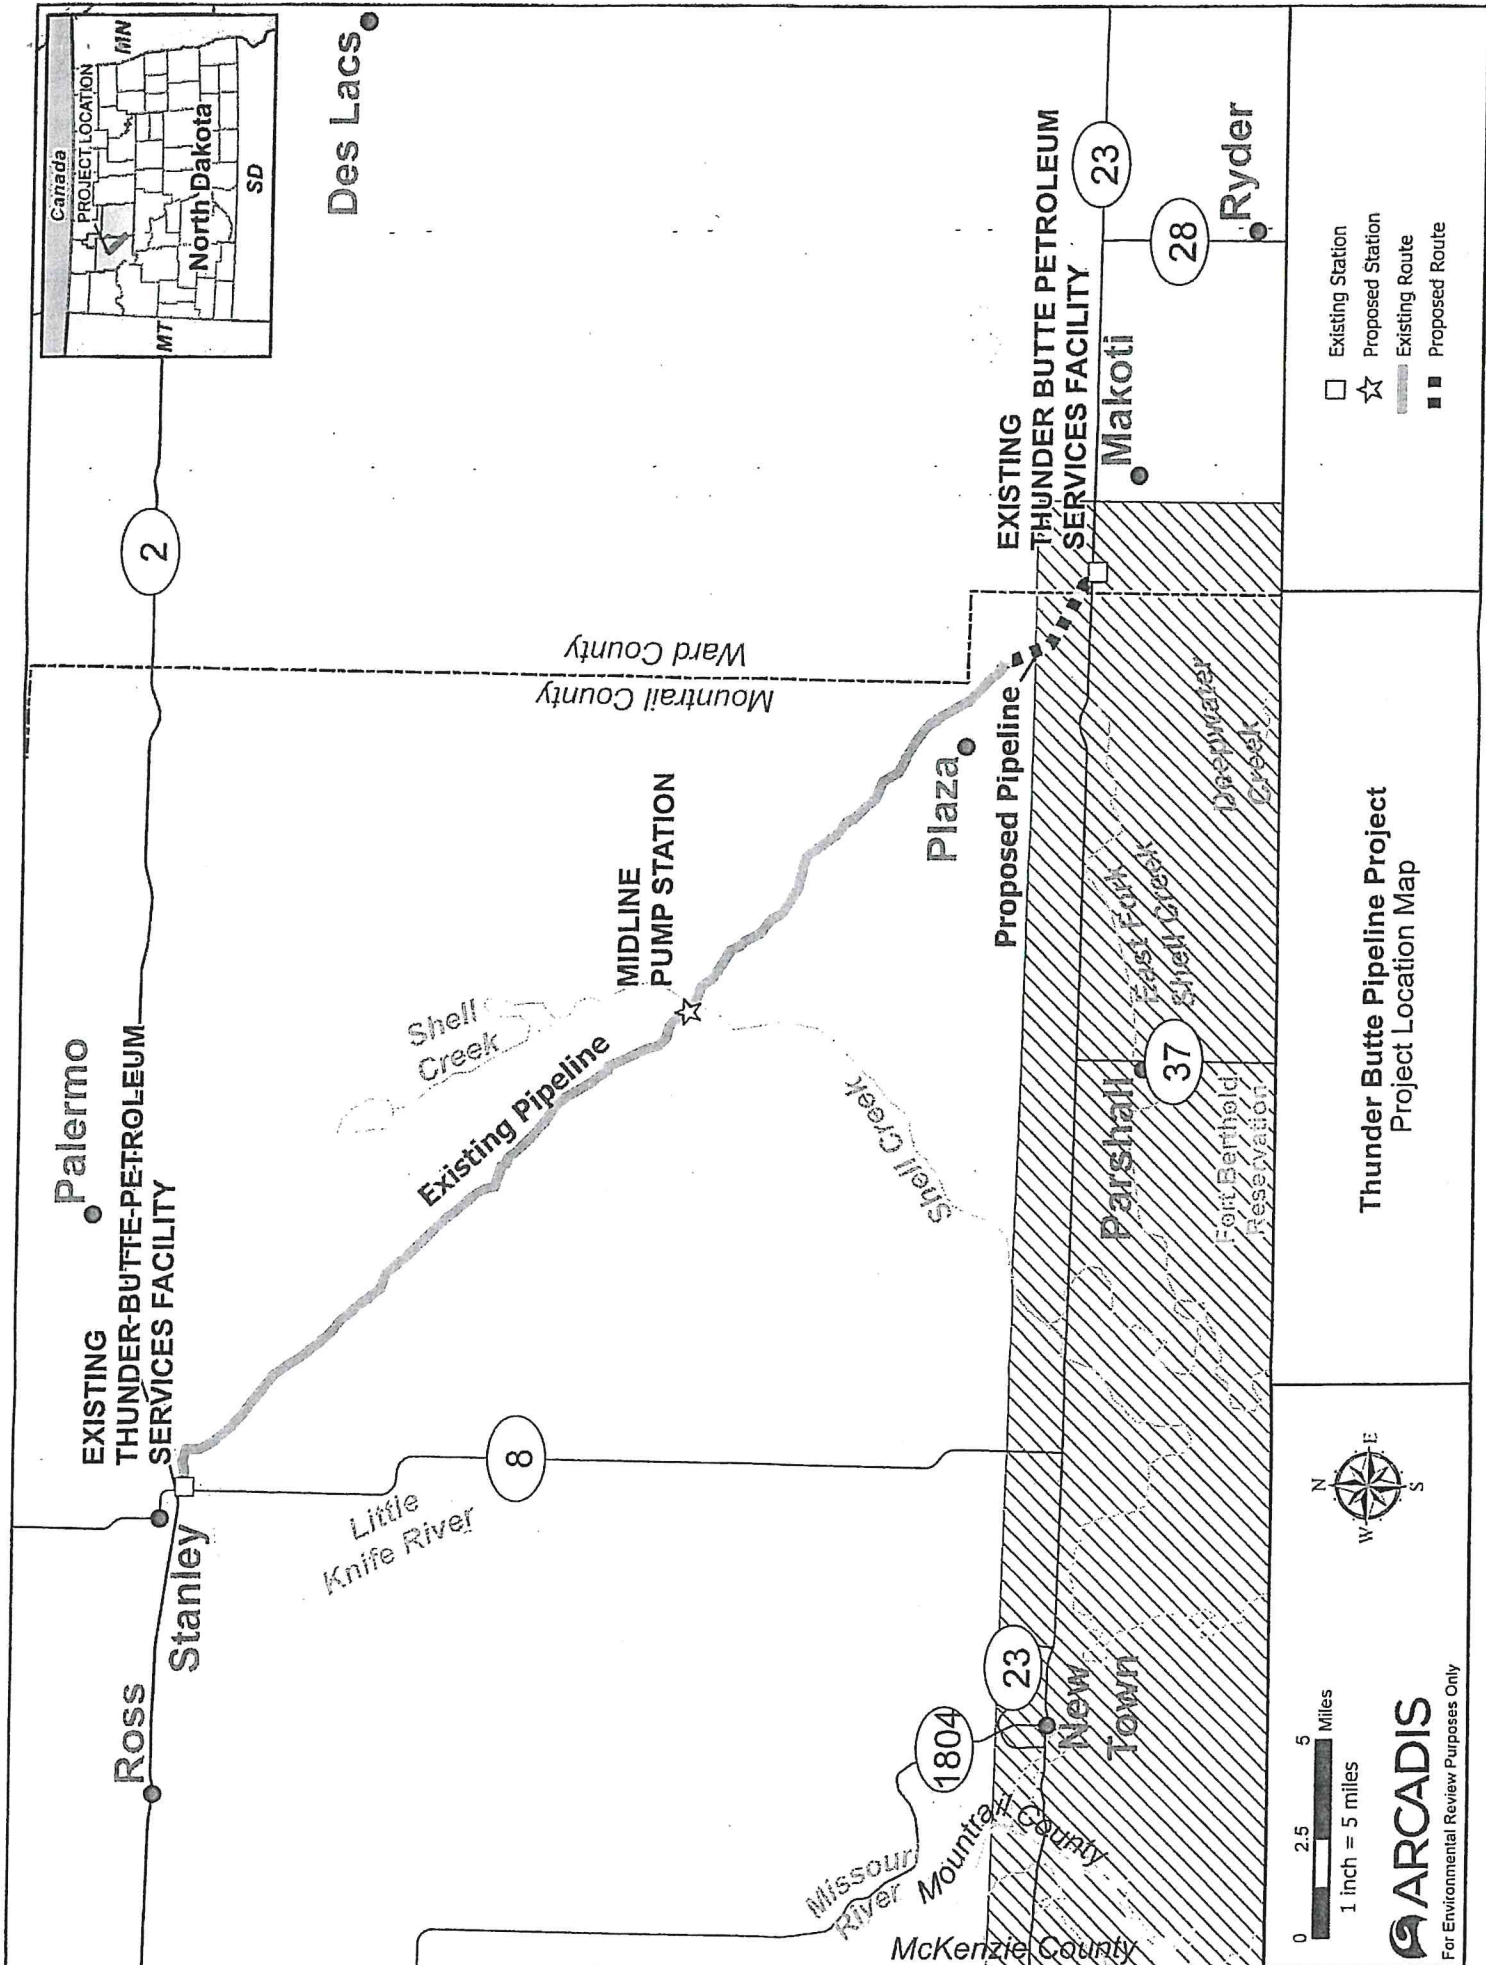 Canada
PROJECT LOCATION
MN
North Dakota
MT
SD
Des Lacs
2
Palermo
EXISTING
THUNDER-BUTTE-PETROLEUM
SERVICES FACILITY
Ross
Stanley
Little
Knife River
8
Shell
Creek
Existing Pipeline
MIDLINE
PUMP STATION
Shell Creek
Ward County
Mountrail County
Plaza
Proposed Pipeline
EXISTING
THUNDER BUTTE PETROLEUM
SERVICES FACILITY
23
Makoti
28
Ryder
Missouri
River
1804
23
Mountrail County
McKenzie County
New
Town
Parshall
37
Fort Berthold
Reservation
East Fork
Shell Creek
Deepwater
Creek
0 2.5 5
Miles
1 inch = 5 miles
ARCADIS
For Environmental Review Purposes Only
N
W
E
S
Thunder Butte Pipeline Project
Project Location Map
Existing Station
Proposed Station
Existing Route
Proposed Route